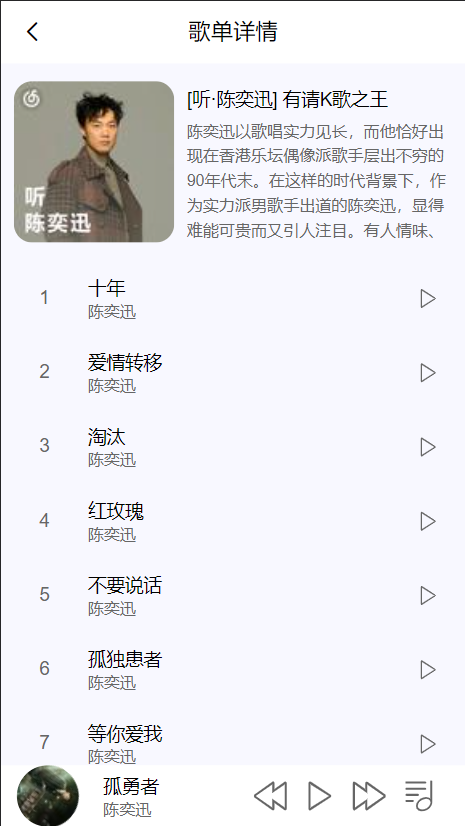 歌单详情
听
陈奕迅
[听·陈奕迅] 有请K歌之王
陈奕迅以歌唱实力见长，而他恰好出
现在香港乐坛偶像派歌手层出不穷的
90年代末。在这样的时代背景下，作
为实力派男歌手出道的陈奕迅，显得
难能可贵而又引人注目。有人情味、
1
十年
陈奕迅
2
爱情转移
陈奕迅
3
淘汰
陈奕迅
4
红玫瑰
陈奕迅
5
不要说话
陈奕迅
6
孤独患者
陈奕迅
7
等你爱我
陈奕迅
孤勇者
陈奕迅